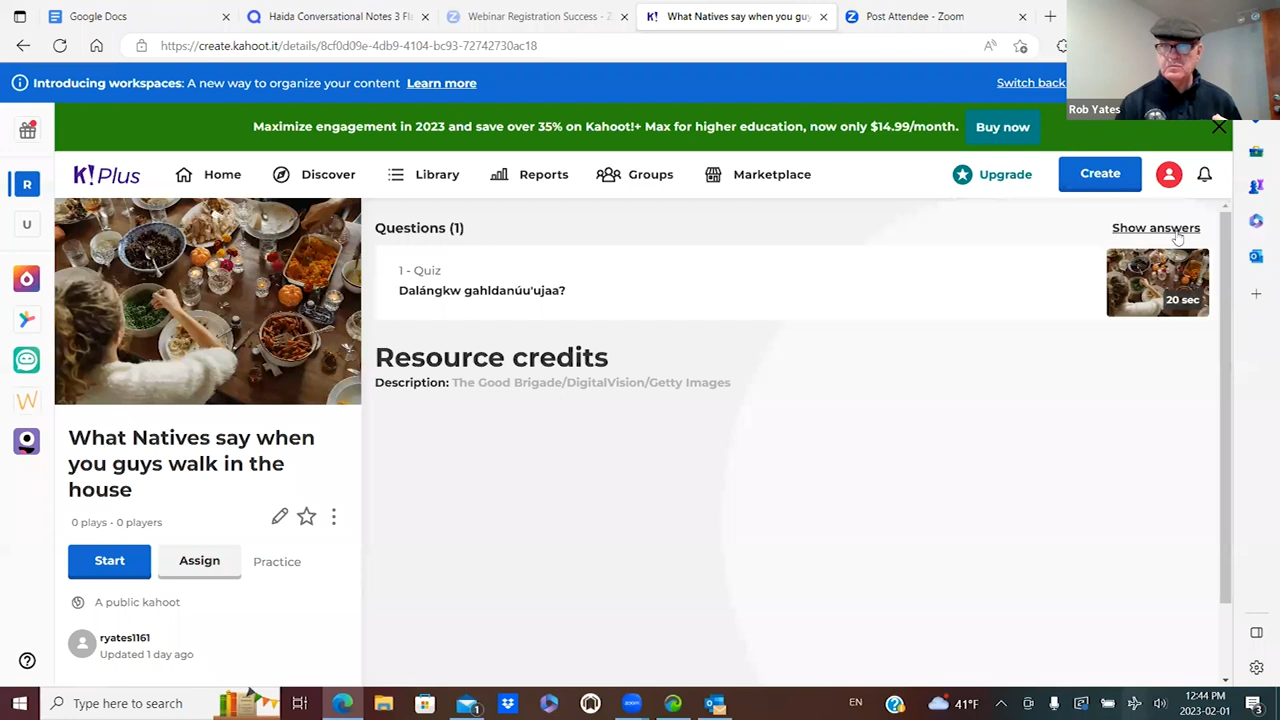 Google Docs
Haida Conversational Notes 3 Fl
Webinar Registration Success - Z
What Natives say when you guy
Post Attendee - Zoom
https://create.kahoot.it/details/8cf0d09e-4db9-4104-bc93-72742730ac18
Introducing workspaces: A new way to organize your content Learn more
Switch back
Rob Yates
Maximize engagement in 2023 and save over 35% on Kahoot!+ Max for higher education, now only $14.99/month.
Buy now
K!Plus
Home
Discover
Library
Reports
Groups
Marketplace
Upgrade
Create
R
U
W
Questions (1)
Show answers
1 - Quiz
Dalángkw gahldanúu'ujaa?
20 sec
Resource credits
Description: The Good Brigade/DigitalVision/Getty Images
What Natives say when
you guys walk in the
house
0 plays · 0 players
Start
Assign
Practice
A public kahoot
ryates1161
Updated 1 day ago
Type here to search
1
EN
41°F
12:44 PM
2023-02-01
3